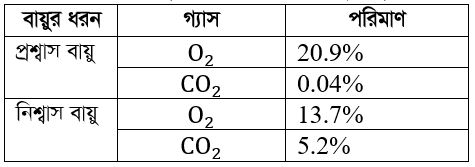 বায়ুর ধরন গ্যাস পরিমাণ
প্রশ্বাস বায়ু O₂ 20.9%
CO₂ 0.04%
নিশ্বাস বায়ু O₂ 13.7%
CO₂ 5.2%